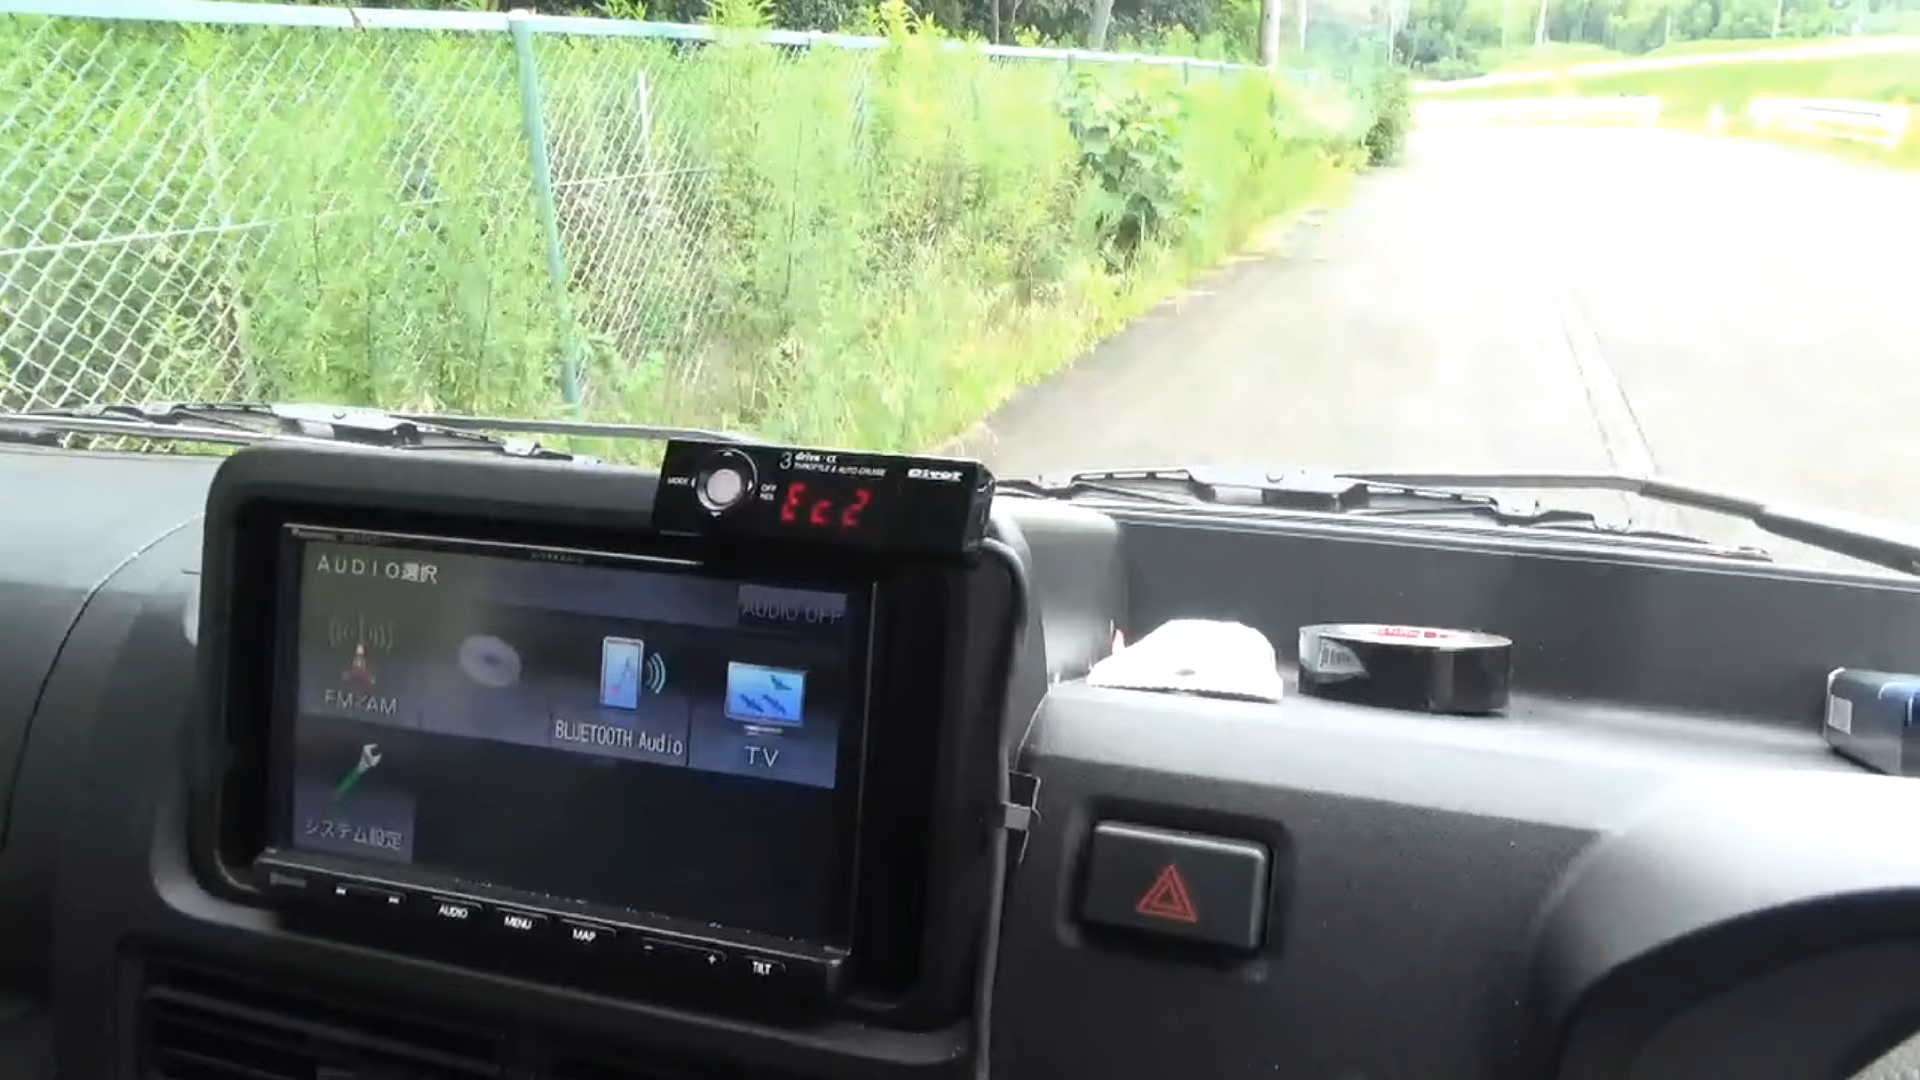 3 drive·α
THROTTLE & AUTO CRUISE
Pivot
MODE
OFF
Ec2
Panasonic
AUDIO選択
AUDIO OFF
FM/AM
BLUETOOTH Audio
TV
システム設定
AUDIO
MENU
MAP
-
+
TILT